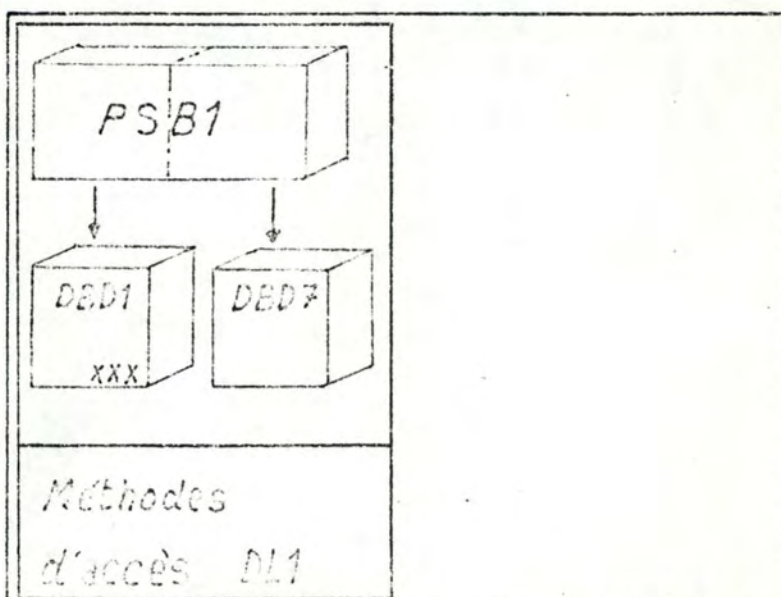 PSB1
DBD1 DBD7
xxx
Méthodes
d'accès DL1